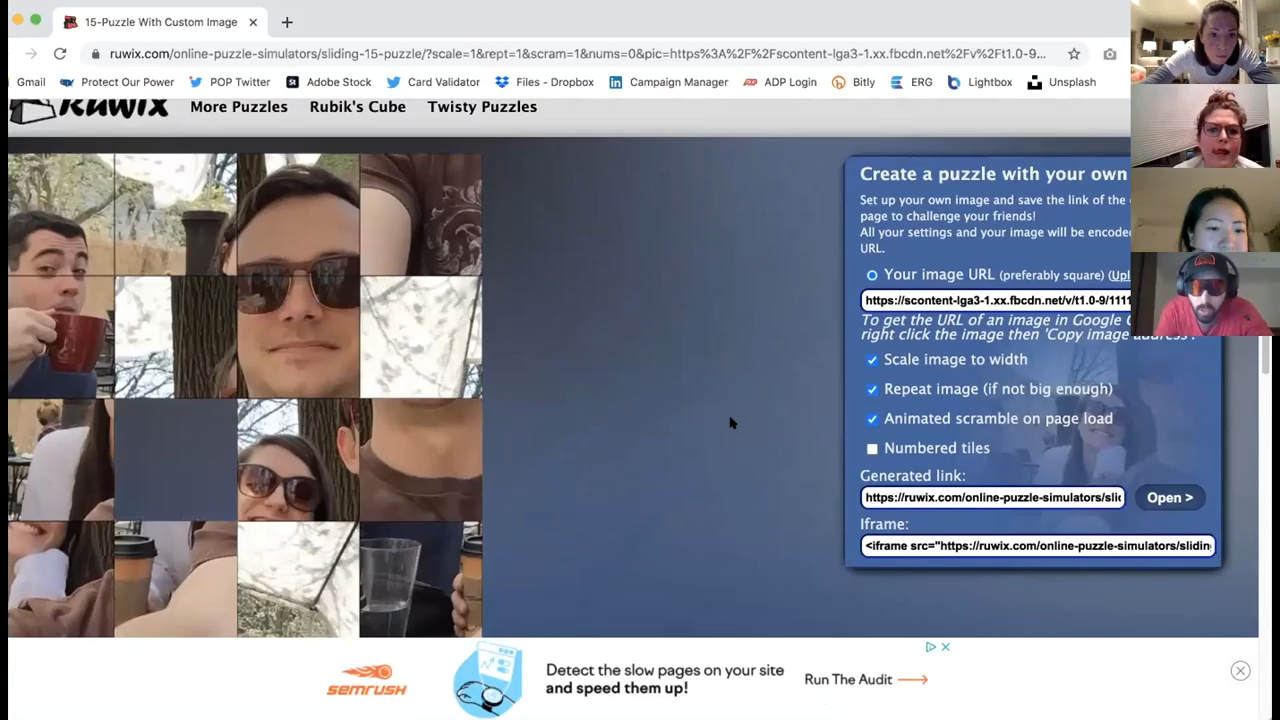 15-Puzzle With Custom Image
ruwix.com/online-puzzle-simulators/sliding-15-puzzle/?scale=1&rept=1&scram=1&nums=0&pic=https%3A%2F%2Fscontent-lga3-1.xx.fbcdn.net%2Fv%2Ft1.0-9...
Gmail Protect Our Power POP Twitter Adobe Stock Card Validator Files - Dropbox Campaign Manager ADP Login Bitly ERG Lightbox Unsplash
Ruwix More Puzzles Rubik's Cube Twisty Puzzles
Create a puzzle with your own
Set up your own image and save the link of the
page to challenge your friends!
All your settings and your image will be encode
URL.
Your image URL (preferably square) (Upl
https://scontent-lga3-1.xx.fbcdn.net/v/t1.0-9/1111
To get the URL of an image in Google
right click the image then 'Copy image address'.
Scale image to width
Repeat image (if not big enough)
Animated scramble on page load
Numbered tiles
Generated link:
https://ruwix.com/online-puzzle-simulators/slid
Open >
Iframe:
<iframe src="https://ruwix.com/online-puzzle-simulators/sliding
SEMRUSH
Detect the slow pages on your site
and speed them up!
Run The Audit